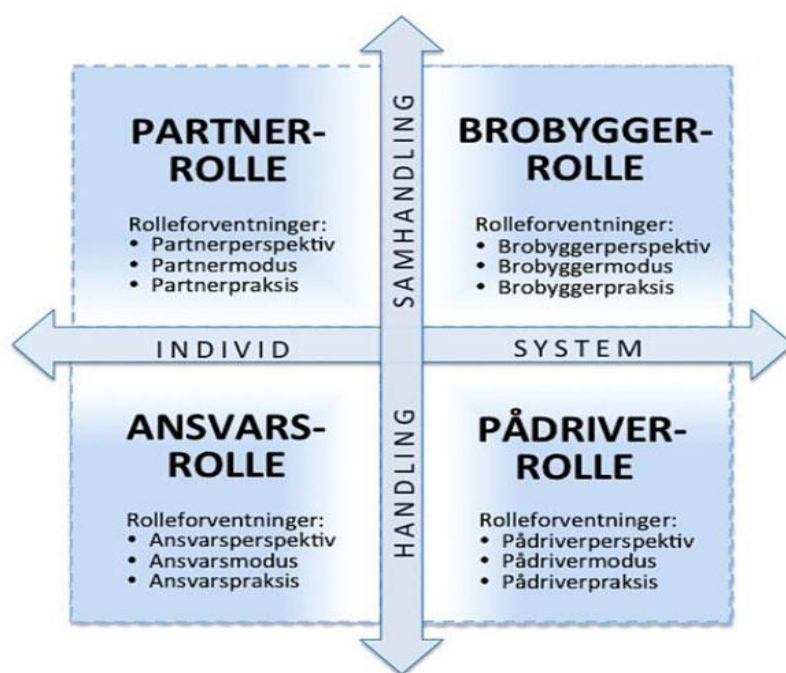 SAMHANDLING
PARTNER-
ROLLE
Rolleforventninger:
• Partnerperspektiv
• Partnermodus
• Partnerpraksis
BROBYGGER-
ROLLE
Rolleforventninger:
• Brobyggerperspektiv
• Brobyggermodus
• Brobyggerpraksis
INDIVID
SYSTEM
HANDLING
ANSVARS-
ROLLE
Rolleforventninger:
• Ansvarsperspektiv
• Ansvarsmodus
• Ansvarspraksis
PÅDRIVER-
ROLLE
Rolleforventninger:
• Pådriverperspektiv
• Pådrivermodus
• Pådriverpraksis